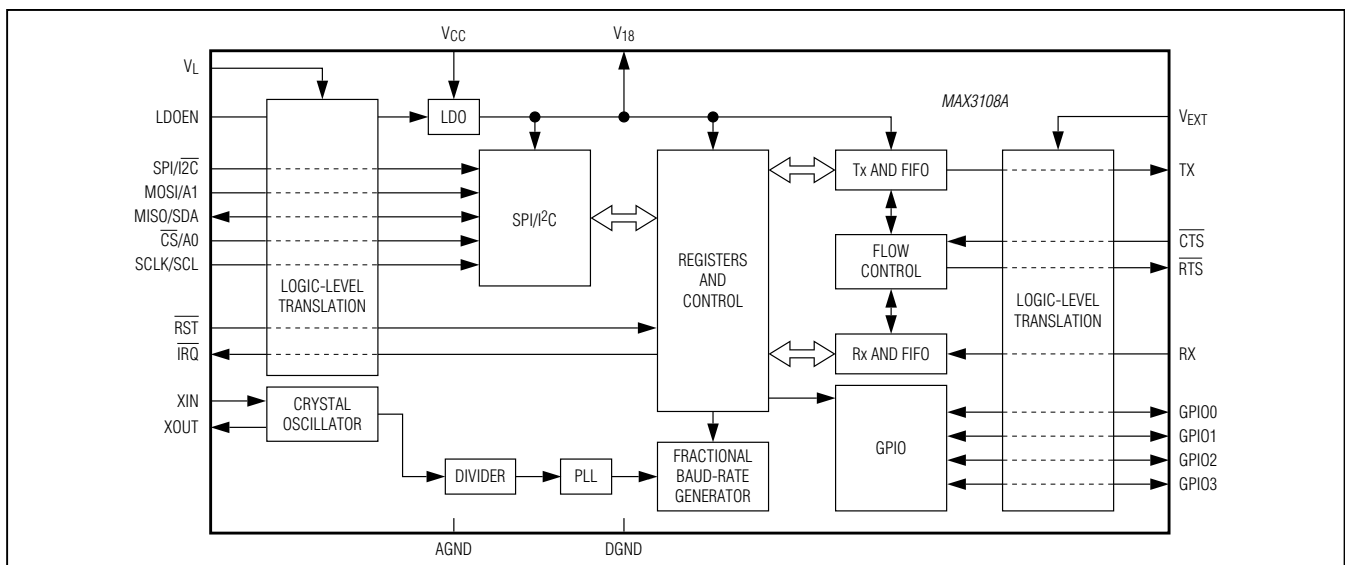 VCC
V18
VL
MAX3108A
LDOEN
LDO
VEXT
SPI/I2C
MOSI/A1
MISO/SDA
CS/A0
SCLK/SCL
LOGIC-LEVEL
TRANSLATION
SPI/I2C
REGISTERS
AND
CONTROL
Tx AND FIFO
FLOW
CONTROL
Rx AND FIFO
LOGIC-LEVEL
TRANSLATION
TX
CTS
RTS
RX
RST
IRQ
XIN
XOUT
CRYSTAL
OSCILLATOR
DIVIDER
PLL
FRACTIONAL
BAUD-RATE
GENERATOR
GPIO
GPIO0
GPIO1
GPIO2
GPIO3
AGND
DGND